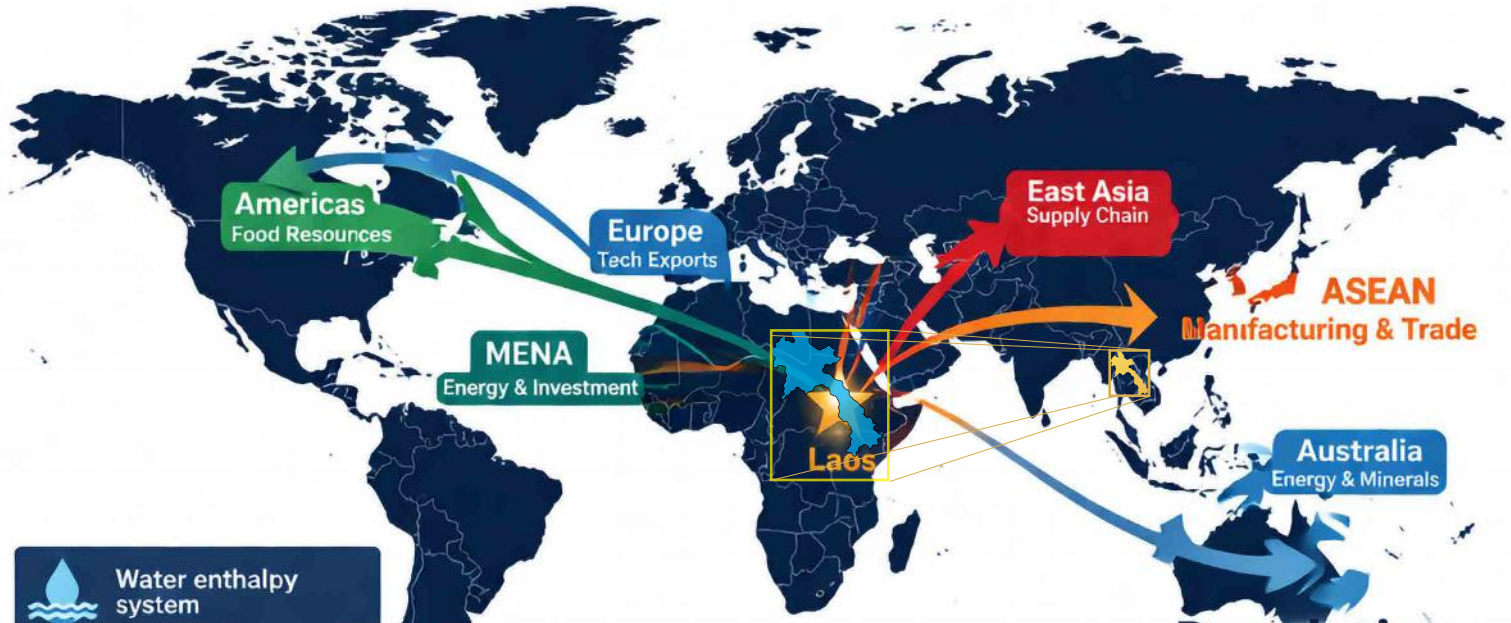 Americas
Food Resources
Europe
Tech Exports
East Asia
Supply Chain
ASEAN
Manifacturing & Trade
MENA
Energy & Investment
Laos
Australia
Energy & Minerals
Water enthalpy
system